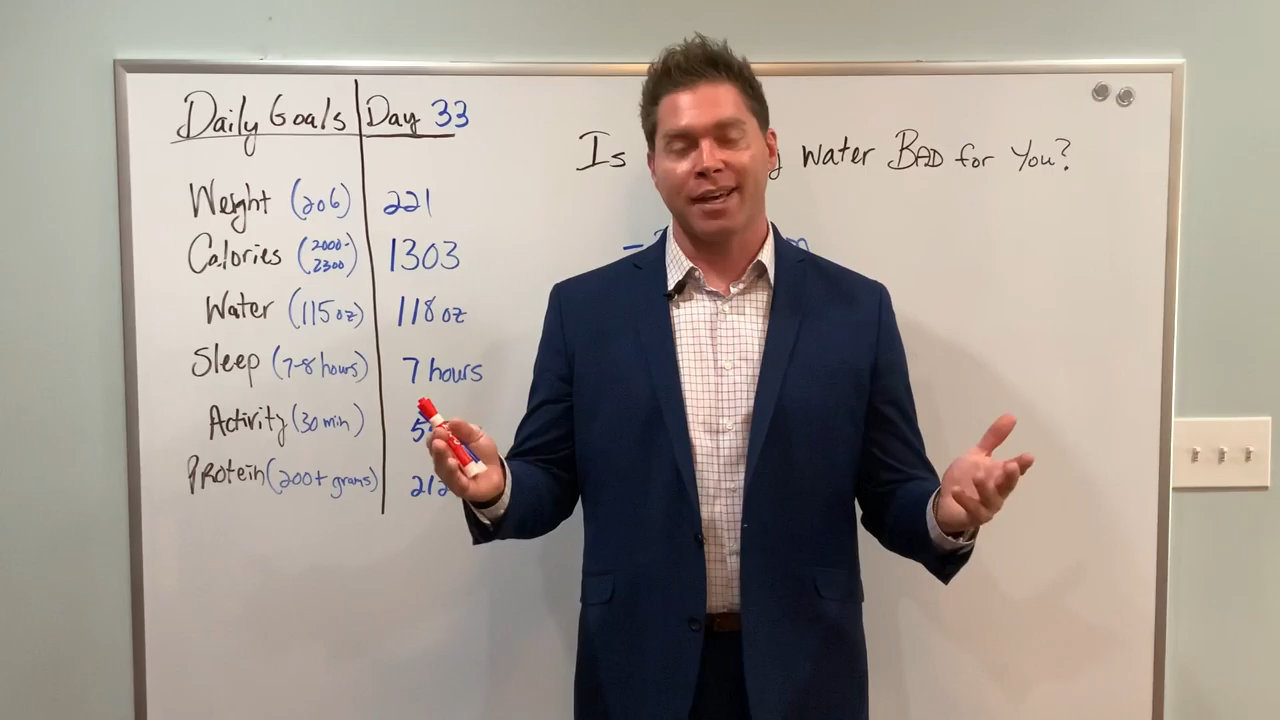 Daily Goals Day 33
Is water BAD for You?
Weight (206) 221
Calories (2000-2300) 1303
Water (115 oz) 118 oz
Sleep (7-8 hours) 7 hours
Activity (30 min)
Protein (200+ grams)